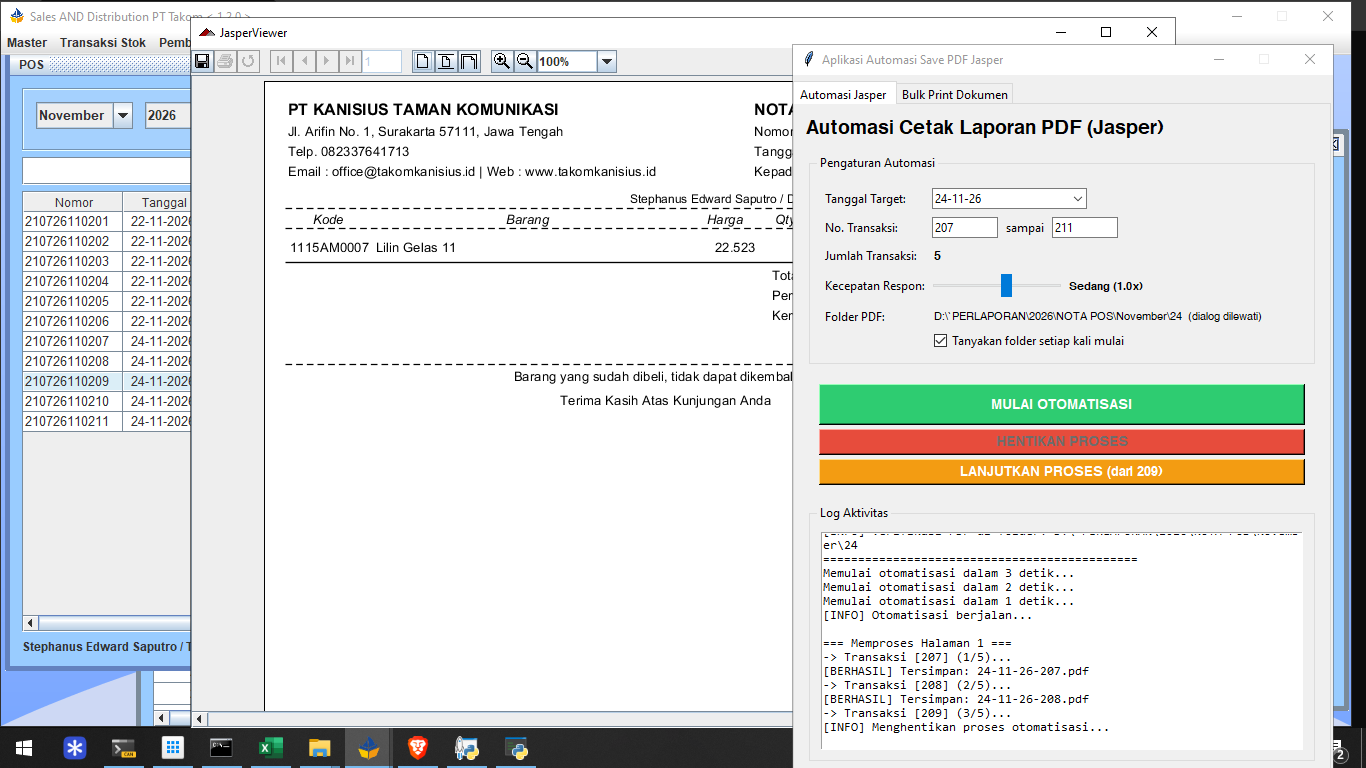 Sales AND Distribution PT Takom < 1.2.0 >
Master Transaksi Stok Pemb
POS
November 2026
Nomor Tanggal
210726110201 22-11-2026
210726110202 22-11-2026
210726110203 22-11-2026
210726110204 22-11-2026
210726110205 22-11-2026
210726110206 22-11-2026
210726110207 24-11-2026
210726110208 24-11-2026
210726110209 24-11-2026
210726110210 24-11-2026
210726110211 24-11-2026
Stephanus Edward Saputro / T
JasperViewer
1
100%
PT KANISIUS TAMAN KOMUNIKASI
NOTA
Jl. Arifin No. 1, Surakarta 57111, Jawa Tengah
Nomor
Telp. 082337641713
Tangg
Email : office@takomkanisius.id | Web : www.takomkanisius.id
Kepad
Stephanus Edward Saputro / D
Kode Barang Harga Qty
1115AM0007 Lilin Gelas 11 22.523
Tota
Per
Ker
Barang yang sudah dibeli, tidak dapat dikembal
Terima Kasih Atas Kunjungan Anda
Aplikasi Automasi Save PDF Jasper
Automasi Jasper Bulk Print Dokumen
Automasi Cetak Laporan PDF (Jasper)
Pengaturan Automasi
Tanggal Target: 24-11-26
No. Transaksi: 207 sampai 211
Jumlah Transaksi: 5
Kecepatan Respon: Sedang (1.0x)
Folder PDF: D:\`PERLAPORAN\2026\NOTA POS\November\24 (dialog dilewati)
Tanyakan folder setiap kali mulai
MULAI OTOMATISASI
HENTIKAN PROSES
LANJUTKAN PROSES (dari 209)
Log Aktivitas
er\24
=============================================
Memulai otomatisasi dalam 3 detik...
Memulai otomatisasi dalam 2 detik...
Memulai otomatisasi dalam 1 detik...
[INFO] Otomatisasi berjalan...
=== Memproses Halaman 1 ===
-> Transaksi [207] (1/5)...
[BERHASIL] Tersimpan: 24-11-26-207.pdf
-> Transaksi [208] (2/5)...
[BERHASIL] Tersimpan: 24-11-26-208.pdf
-> Transaksi [209] (3/5)...
[INFO] Menghentikan proses otomatisasi...
CAN
2